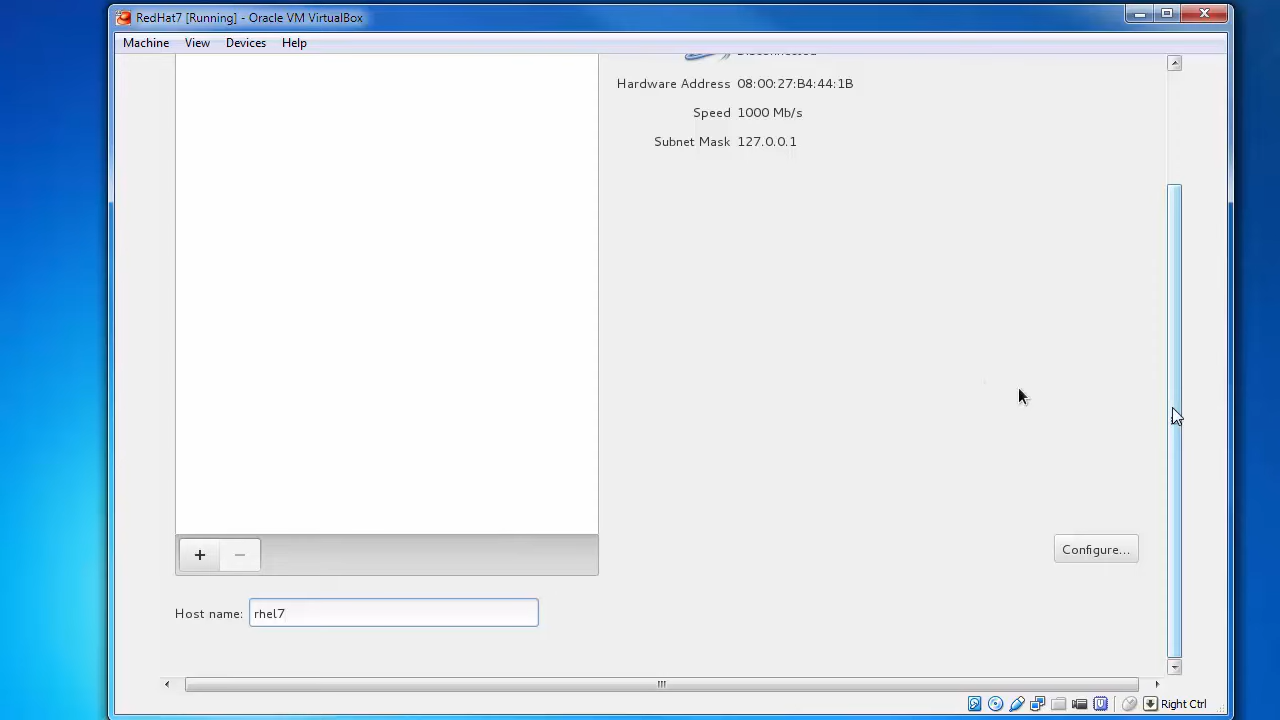 RedHat7 [Running] - Oracle VM VirtualBox
Machine View Devices Help
Disconnected
Hardware Address 08:00:27:B4:44:1B
Speed 1000 Mb/s
Subnet Mask 127.0.0.1
+ −
Configure...
Host name: rhel7
Right Ctrl